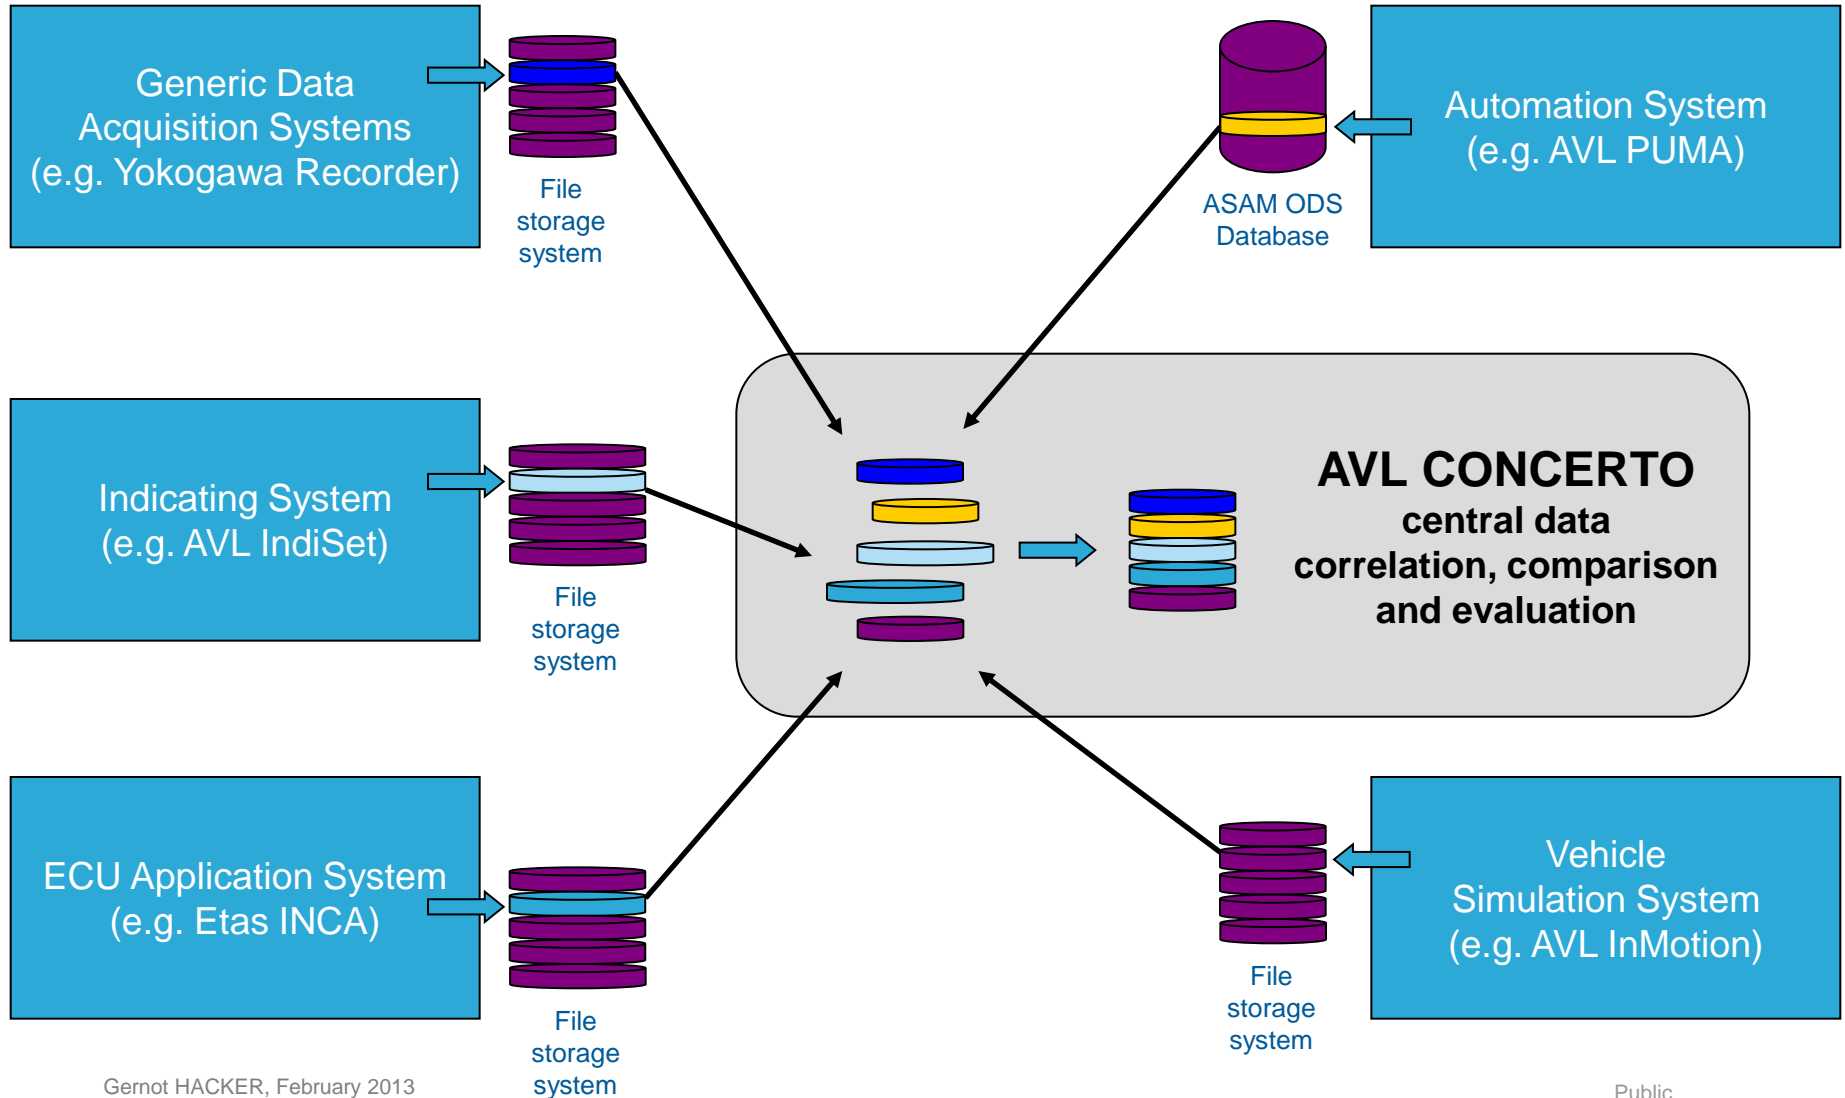 Generic Data
Acquisition Systems
(e.g. Yokogawa Recorder)
File
storage
system
ASAM ODS
Database
Automation System
(e.g. AVL PUMA)
Indicating System
(e.g. AVL IndiSet)
File
storage
system
AVL CONCERTO
central data
correlation, comparison
and evaluation
ECU Application System
(e.g. Etas INCA)
File
storage
system
File
storage
system
Vehicle
Simulation System
(e.g. AVL InMotion)
Gernot HACKER, February 2013
Public